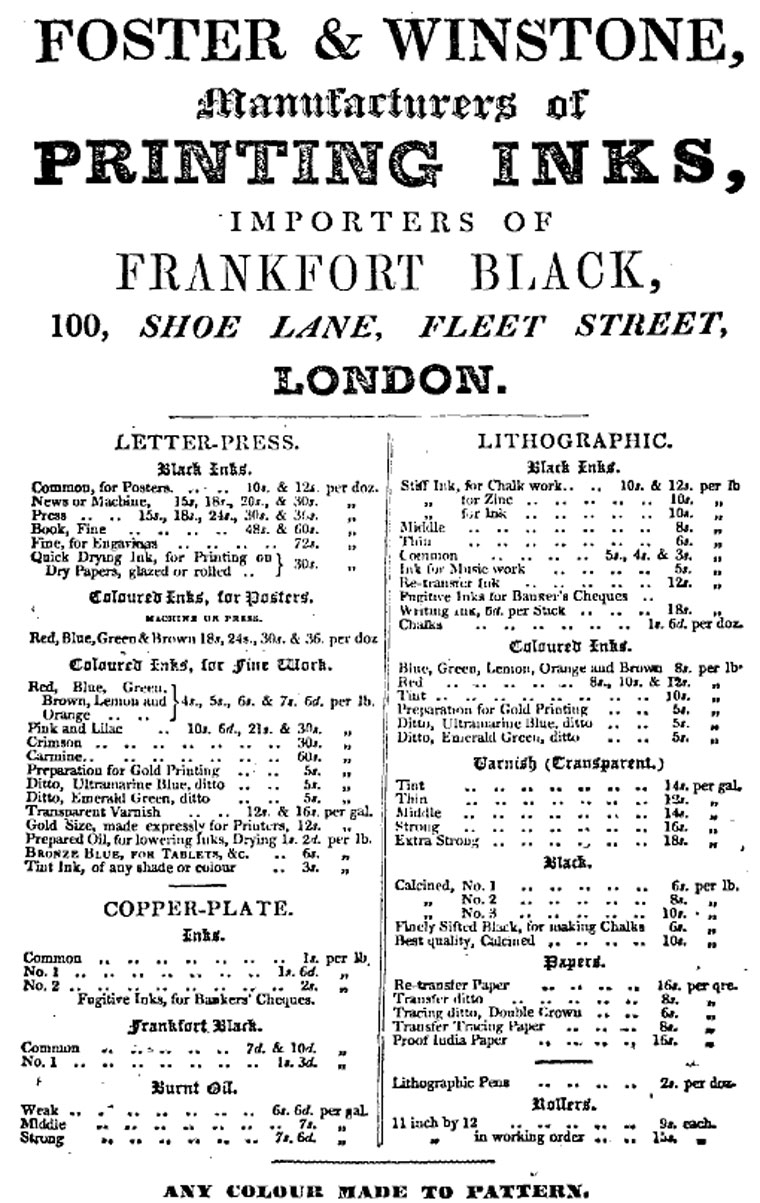 FOSTER & WINSTONE,
Manufacturers of
PRINTING INKS,
IMPORTERS OF
FRANKFORT BLACK,
100, SHOE LANE, FLEET STREET,
LONDON.
LETTER-PRESS.
Black Inks.
Common, for Posters. .. .. 10s. & 12s. per doz.
News or Machine, 15s, 18s., 20s., & 30s. „
Press .. .. 15s., 18s., 24s., 30s. & 36s. „
Book, Fine .. .. .. 48s. & 60s. „
Fine, for Engravings .. .. .. .. 72s. „
Quick Drying Ink, for Printing on
Dry Papers, glazed or rolled .. } 30s. „
Coloured Inks, for Posters.
MACHINE OR PRESS.
Red, Blue, Green & Brown 18s, 24s., 30s. & 36. per doz
Coloured Inks, for Fine Work.
Red, Blue, Green,
Brown, Lemon and } 4s., 5s., 6s. & 7s. 6d. per lb.
Orange .. ..
Pink and Lilac .. 10s. 6d., 21s. & 30s. „
Crimson .. .. .. .. .. .. 30s. „
Carmine.. .. .. .. .. .. 60s. „
Preparation for Gold Printing .. .. 5s. „
Ditto, Ultramarine Blue, ditto .. .. 5s. „
Ditto, Emerald Green, ditto .. .. 5s. „
Transparent Varnish .. .. 12s. & 16s. per gal.
Gold Size, made expressly for Printers, 12s. „
Prepared Oil, for lowering Inks, Drying 1s. 2d. per lb.
BRONZE BLUE, FOR TABLETS, &c. .. 6s. „
Tint Ink, of any shade or colour .. 3s. „
COPPER-PLATE.
Inks.
Common .. .. .. .. .. .. 1s. per lb.
No. 1 .. .. .. .. .. .. 1s. 6d. „
No. 2 .. .. .. .. .. .. .. 2s. „
Fugitive Inks, for Bankers' Cheques.
Frankfort Black.
Common .. .. .. .. 7d. & 10d. „
No. 1 .. .. .. .. .. .. 1s. 3d. „
Burnt Oil.
Weak .. .. .. .. .. .. 6s. 6d. per gal.
Middle .. .. .. .. .. .. 7s. „
Strong .. .. .. .. .. .. 7s. 6d. „
LITHOGRAPHIC.
Black Inks.
Stiff Ink, for Chalk work.. .. 10s. & 12s. per lb
„ for Zinc .. .. .. .. .. 10s. „
„ for Ink .. .. .. .. .. 10s. „
Middle .. .. .. .. .. .. 8s. „
Thin .. .. .. .. .. .. 6s. „
Common .. .. .. .. 5s., 4s. & 3s. „
Ink for Music work .. .. .. .. 5s. „
Re-transfer Ink .. .. .. .. .. 12s. „
Fugitive Inks for Banker's Cheques ..
Writing Ink, 6d. per Stick .. .. .. .. 18s. „
Chalks .. .. .. .. .. .. 1s. 6d. per doz.
Coloured Inks.
Blue, Green, Lemon, Orange and Brown 8s. per lb.
Red .. .. .. .. .. 8s., 10s. & 12s. „
Tint .. .. .. .. .. .. 10s. „
Preparation for Gold Printing .. .. 5s. „
Ditto, Ultramarine Blue, ditto .. .. 5s. „
Ditto, Emerald Green, ditto .. .. 5s. „
Varnish (Transparent.)
Tint .. .. .. .. .. .. 14s. per gal.
Thin .. .. .. .. .. .. 12s. „
Middle .. .. .. .. .. .. 14s. „
Strong .. .. .. .. .. .. 16s. „
Extra Strong .. .. .. .. .. 18s. „
Black.
Calcined, No. 1 .. .. .. .. 6s. per lb.
„ No. 2 .. .. .. .. 8s. „
„ No. 3 .. .. .. .. 10s. „
Finely Sifted Black, for making Chalks 6s. „
Best quality, Calcined .. .. .. .. 10s. „
Papers.
Re-transfer Paper .. .. .. .. 16s. per qre.
Transfer ditto .. .. .. .. .. 8s. „
Tracing ditto, Double Crown .. .. 6s. „
Transfer Tracing Paper .. .. .. 8s. „
Proof India Paper .. .. .. .. 16s. „
Lithographic Pens .. .. .. .. 2s. per doz.
Rollers.
11 inch by 12 .. .. .. .. 9s. each.
„ in working order .. .. .. 15s. „
ANY COLOUR MADE TO PATTERN.